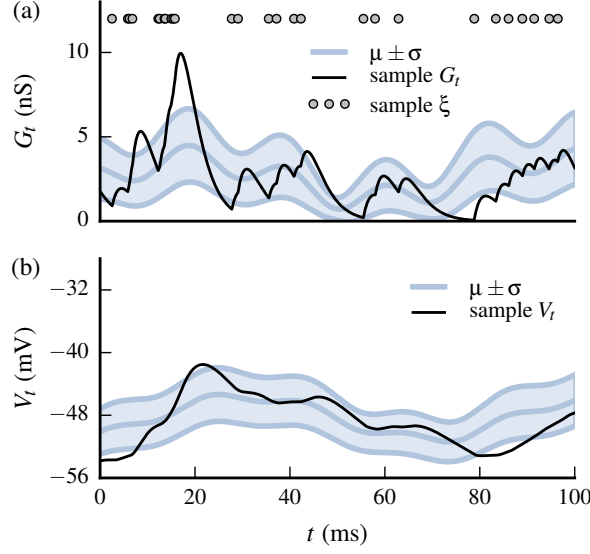 (a)
10
5
0
G_t (nS)
μ ± σ
sample G_t
sample ξ
(b)
−32
−40
−48
−56
V_t (mV)
μ ± σ
sample V_t
0 20 40 60 80 100
t (ms)